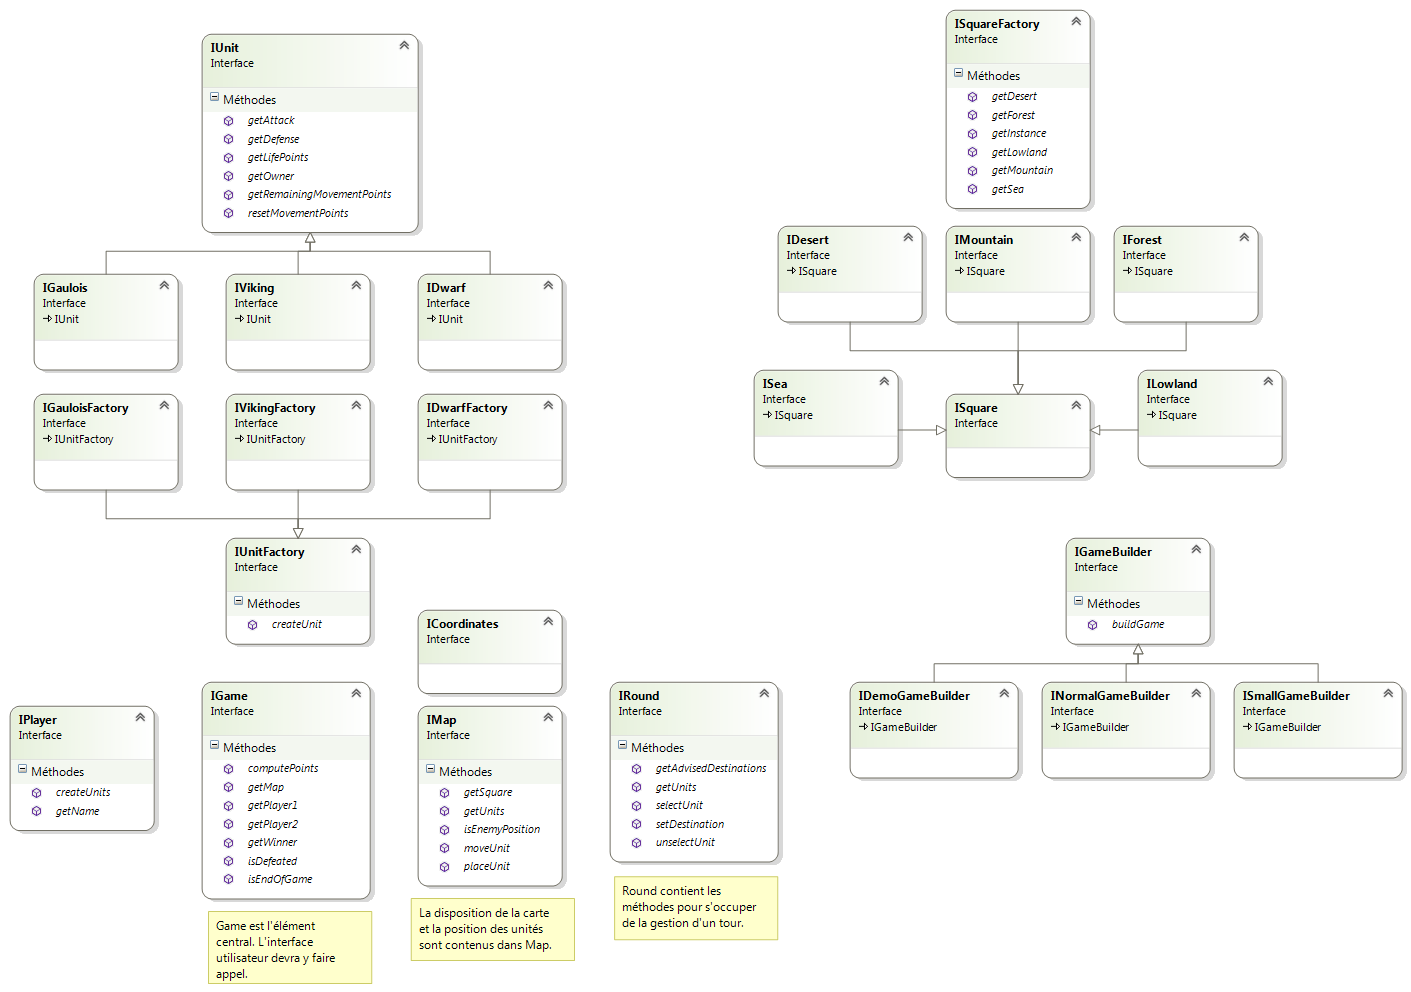 IUnit
Interface
Méthodes
getAttack
getDefense
getLifePoints
getOwner
getRemainingMovementPoints
resetMovementPoints
ISquareFactory
Interface
Méthodes
getDesert
getForest
getInstance
getLowland
getMountain
getSea
IGaulois
Interface
IUnit
IViking
Interface
IUnit
IDwarf
Interface
IUnit
IDesert
Interface
ISquare
IMountain
Interface
ISquare
IForest
Interface
ISquare
IGauloisFactory
Interface
IUnitFactory
IVikingFactory
Interface
IUnitFactory
IDwarfFactory
Interface
IUnitFactory
ISea
Interface
ISquare
ISquare
Interface
ILowland
Interface
ISquare
IUnitFactory
Interface
Méthodes
createUnit
ICoordinates
Interface
IGameBuilder
Interface
Méthodes
buildGame
IPlayer
Interface
Méthodes
createUnits
getName
IGame
Interface
Méthodes
computePoints
getMap
getPlayer1
getPlayer2
getWinner
isDefeated
isEndOfGame
IMap
Interface
Méthodes
getSquare
getUnits
isEnemyPosition
moveUnit
placeUnit
IRound
Interface
Méthodes
getAdvisedDestinations
getUnits
selectUnit
setDestination
unselectUnit
IDemoGameBuilder
Interface
IGameBuilder
INormalGameBuilder
Interface
IGameBuilder
ISmallGameBuilder
Interface
IGameBuilder
Game est l'élément
central. L'interface
utilisateur devra y faire
appel.
La disposition de la carte
et la position des unités
sont contenus dans Map.
Round contient les
méthodes pour s'occuper
de la gestion d'un tour.